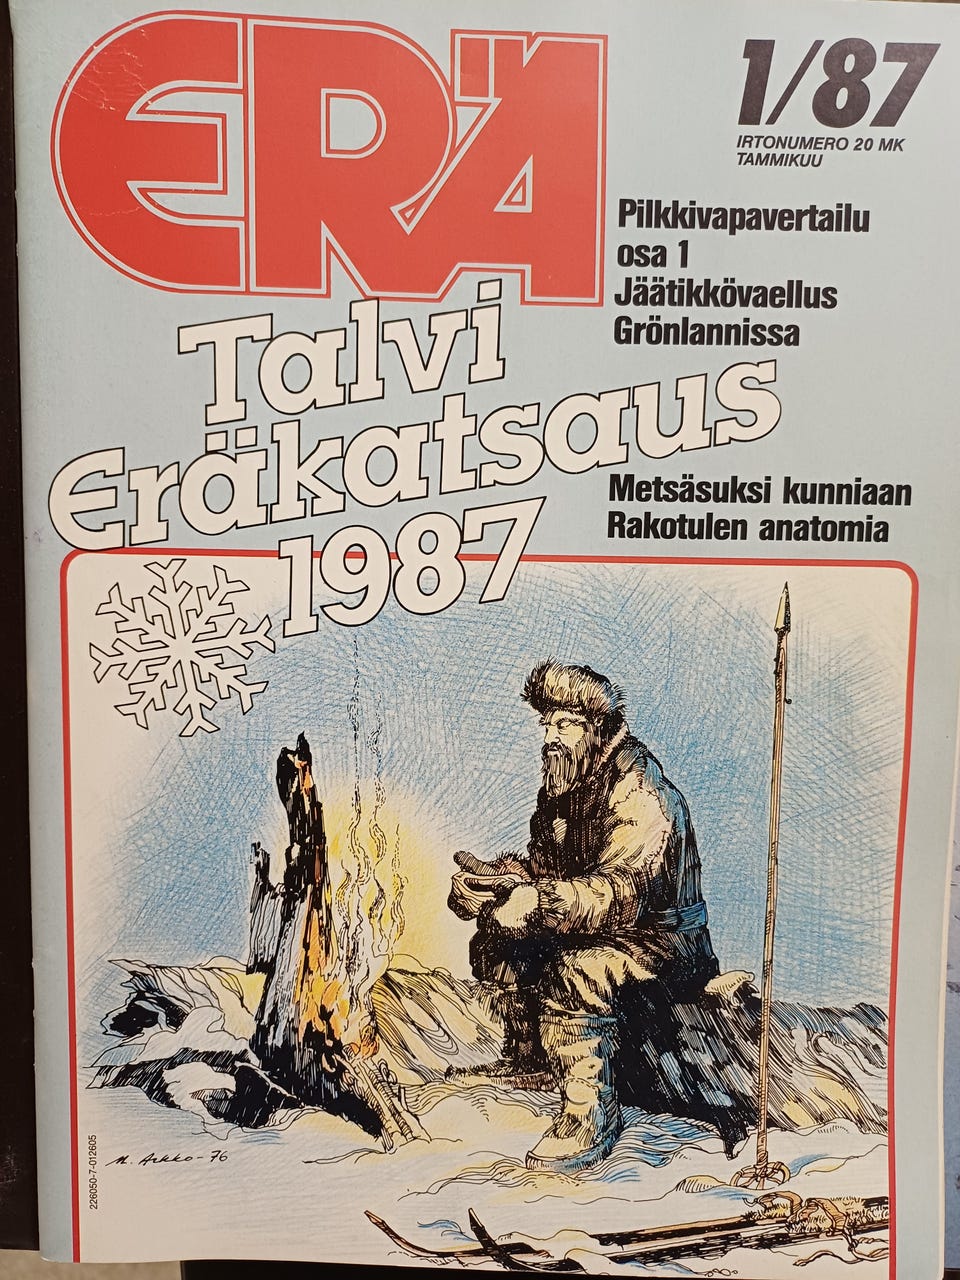 ERÄ
1/87
IRTONUMERO 20 MK
TAMMIKUU
Pilkkivapavertailu
osa 1
Jäätikkövaellus
Grönlannissa
Talvi
Eräkatsaus
1987
Metsäsuksi kunniaan
Rakotulen anatomia
226050-7-012605
M. Arkko -76